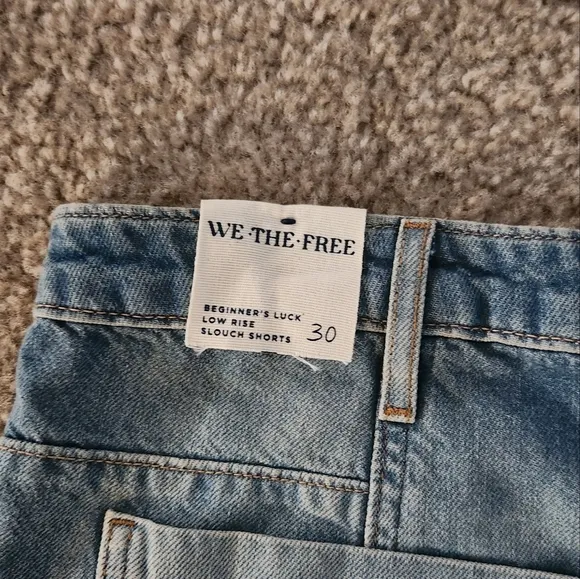 WE·THE·FREE
BEGINNER'S LUCK
LOW RISE
SLOUCH SHORTS 30